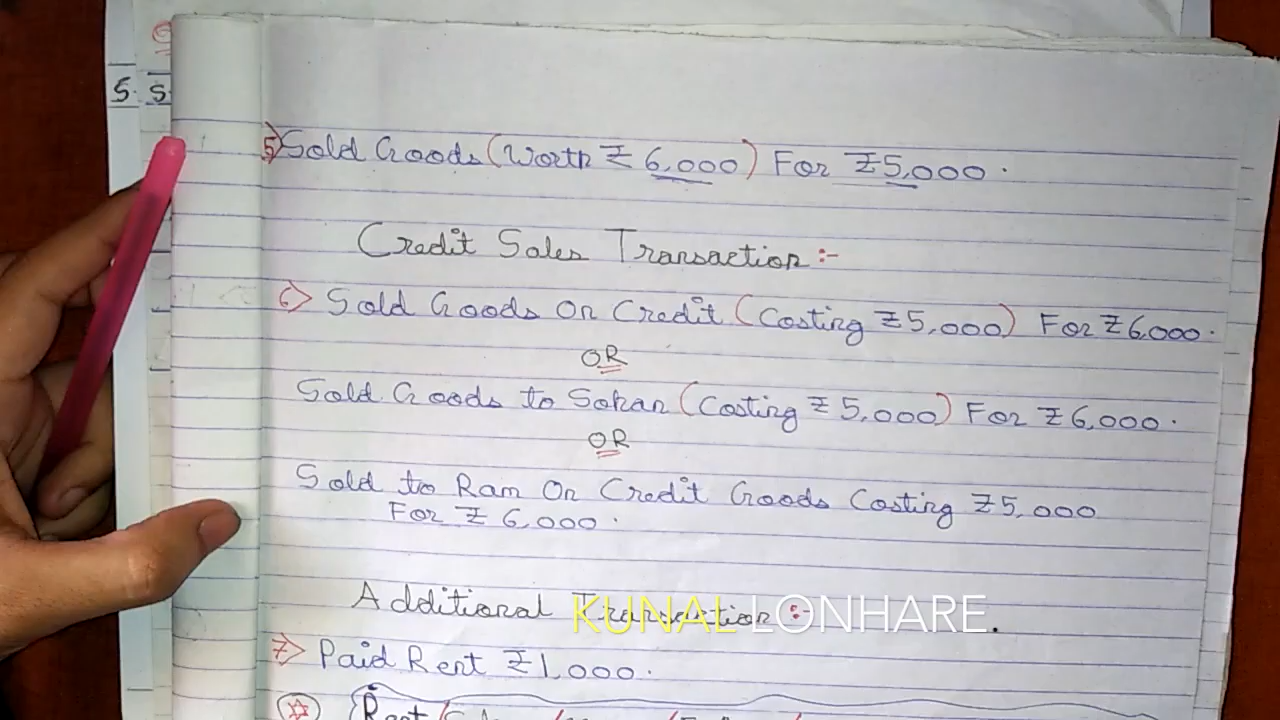 S. S
5) Sold Goods (Worth ₹ 6,000) For ₹5,000.
Credit Sales Transaction :-
6) Sold Goods On Credit (Costing ₹5,000) For ₹6,000.
OR
Sold Goods to Sohan (Costing ₹5,000) For ₹6,000.
OR
Sold to Ram On Credit Goods Costing ₹5,000
For ₹ 6,000.
Additional Transaction :-
KUNAL LONHARE.
7) Paid Rent ₹1,000.
Rent /